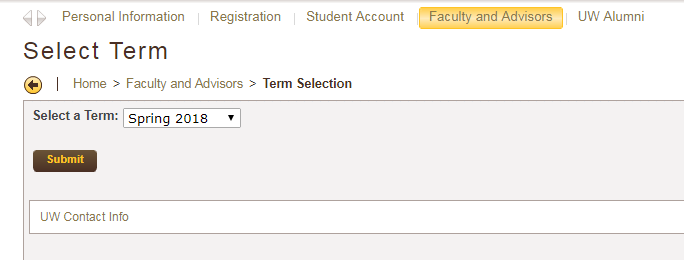 Personal Information Registration Student Account Faculty and Advisors UW Alumni
Select Term
Home > Faculty and Advisors > Term Selection
Select a Term: Spring 2018
Submit
UW Contact Info